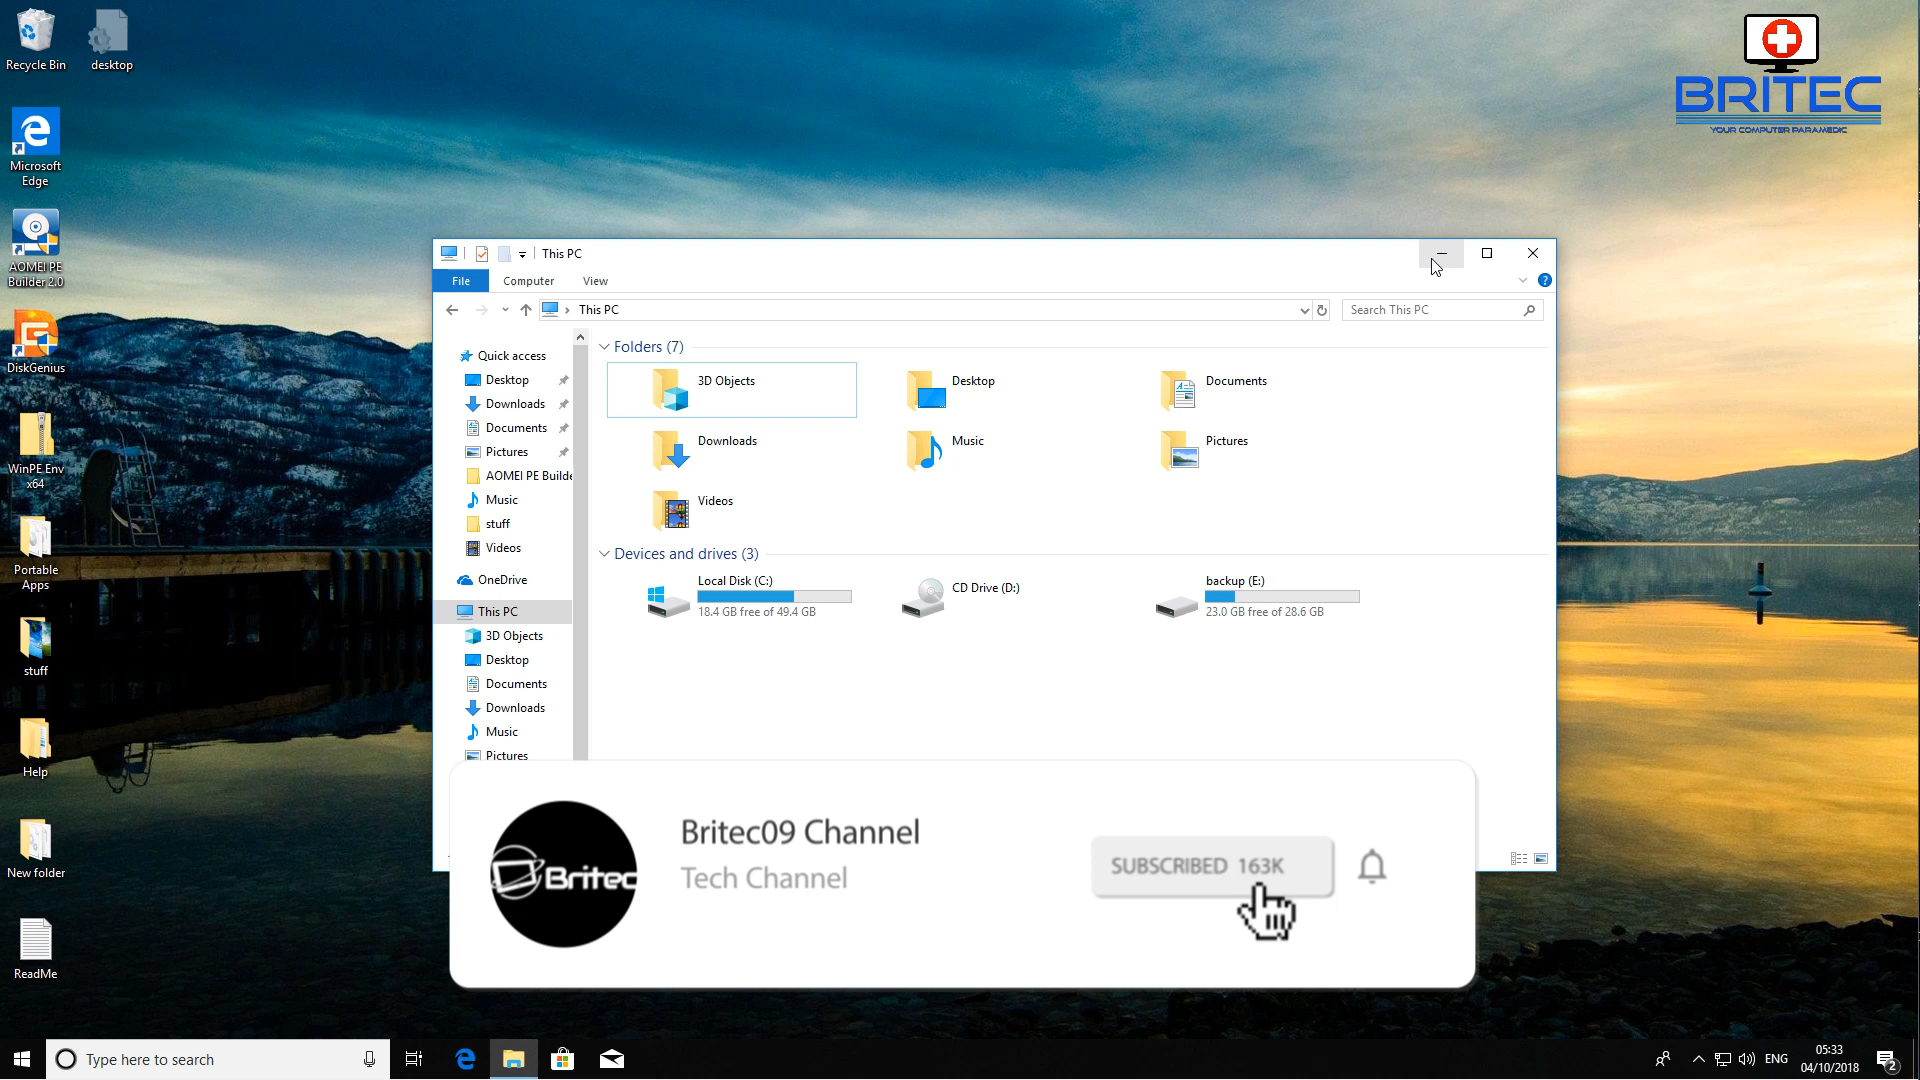 Recycle Bin
desktop
Microsoft
Edge
AOMEI PE
Builder 2.0
DiskGenius
WinPE Env
x64
Portable
Apps
stuff
Help
New folder
ReadMe
BRITEC
YOUR COMPUTER PARAMEDIC
This PC
File
Computer
View
This PC
Search This PC
Quick access
Desktop
Downloads
Documents
Pictures
AOMEI PE Builde
Music
stuff
Videos
OneDrive
This PC
3D Objects
Desktop
Documents
Downloads
Music
Pictures
Folders (7)
3D Objects
Desktop
Documents
Downloads
Music
Pictures
Videos
Devices and drives (3)
Local Disk (C:)
18.4 GB free of 49.4 GB
CD Drive (D:)
backup (E:)
23.0 GB free of 28.6 GB
Britec
Britec09 Channel
Tech Channel
SUBSCRIBED 163K
Type here to search
ENG
05:33
04/10/2018
2